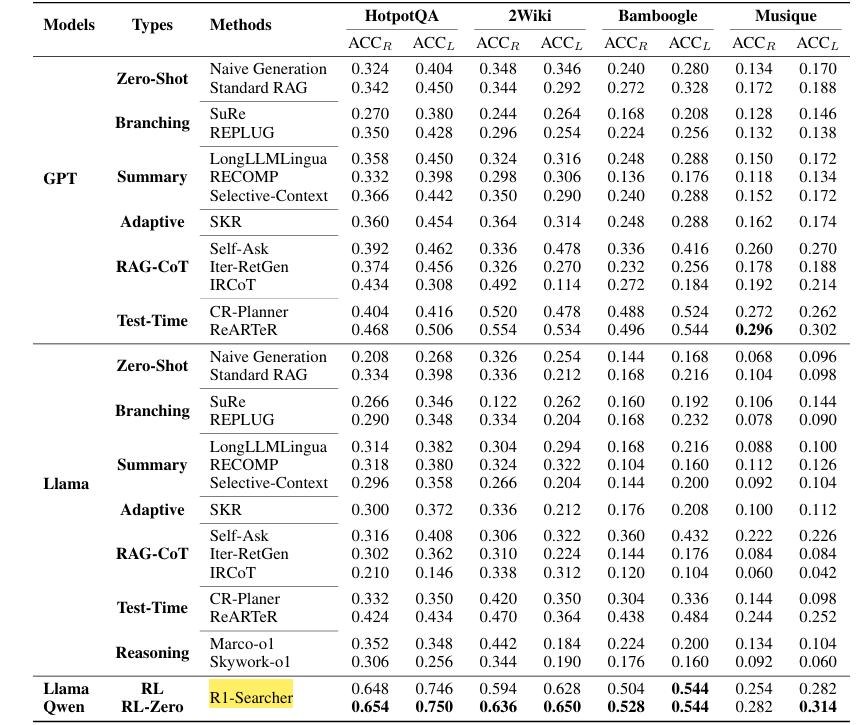 Models Types Methods HotpotQA 2Wiki Bamboogle Musique
ACC_R ACC_L ACC_R ACC_L ACC_R ACC_L ACC_R ACC_L
GPT
Zero-Shot
Naive Generation 0.324 0.404 0.348 0.346 0.240 0.280 0.134 0.170
Standard RAG 0.342 0.450 0.344 0.292 0.272 0.328 0.172 0.188
Branching
SuRe 0.270 0.380 0.244 0.264 0.168 0.208 0.128 0.146
REPLUG 0.350 0.428 0.296 0.254 0.224 0.256 0.132 0.138
Summary
LongLLMLingua 0.358 0.450 0.324 0.316 0.248 0.288 0.150 0.172
RECOMP 0.332 0.398 0.298 0.306 0.136 0.176 0.118 0.134
Selective-Context 0.366 0.442 0.350 0.290 0.240 0.288 0.152 0.172
Adaptive SKR 0.360 0.454 0.364 0.314 0.248 0.288 0.162 0.174
RAG-CoT
Self-Ask 0.392 0.462 0.336 0.478 0.336 0.416 0.260 0.270
Iter-RetGen 0.374 0.456 0.326 0.270 0.232 0.256 0.178 0.188
IRCoT 0.434 0.308 0.492 0.114 0.272 0.184 0.192 0.214
Test-Time
CR-Planner 0.404 0.416 0.520 0.478 0.488 0.524 0.272 0.262
ReARTeR 0.468 0.506 0.554 0.534 0.496 0.544 0.296 0.302
Llama
Zero-Shot
Naive Generation 0.208 0.268 0.326 0.254 0.144 0.168 0.068 0.096
Standard RAG 0.334 0.398 0.336 0.212 0.168 0.216 0.104 0.098
Branching
SuRe 0.266 0.346 0.122 0.262 0.160 0.192 0.106 0.144
REPLUG 0.290 0.348 0.334 0.204 0.168 0.232 0.078 0.090
Summary
LongLLMLingua 0.314 0.382 0.304 0.294 0.168 0.216 0.088 0.100
RECOMP 0.318 0.380 0.324 0.322 0.104 0.160 0.112 0.126
Selective-Context 0.296 0.358 0.266 0.204 0.144 0.200 0.092 0.104
Adaptive SKR 0.300 0.372 0.336 0.212 0.176 0.208 0.100 0.112
RAG-CoT
Self-Ask 0.316 0.408 0.306 0.322 0.360 0.432 0.222 0.226
Iter-RetGen 0.302 0.362 0.310 0.224 0.144 0.176 0.084 0.084
IRCoT 0.210 0.146 0.338 0.312 0.120 0.104 0.060 0.042
Test-Time
CR-Planer 0.332 0.350 0.420 0.350 0.304 0.336 0.144 0.098
ReARTeR 0.424 0.434 0.470 0.364 0.438 0.484 0.244 0.252
Reasoning
Marco-o1 0.352 0.348 0.442 0.184 0.224 0.200 0.134 0.104
Skywork-o1 0.306 0.256 0.344 0.190 0.176 0.160 0.092 0.060
R1-Searcher
Llama RL 0.648 0.746 0.594 0.628 0.504 0.544 0.254 0.282
Qwen RL-Zero 0.654 0.750 0.636 0.650 0.528 0.544 0.282 0.314